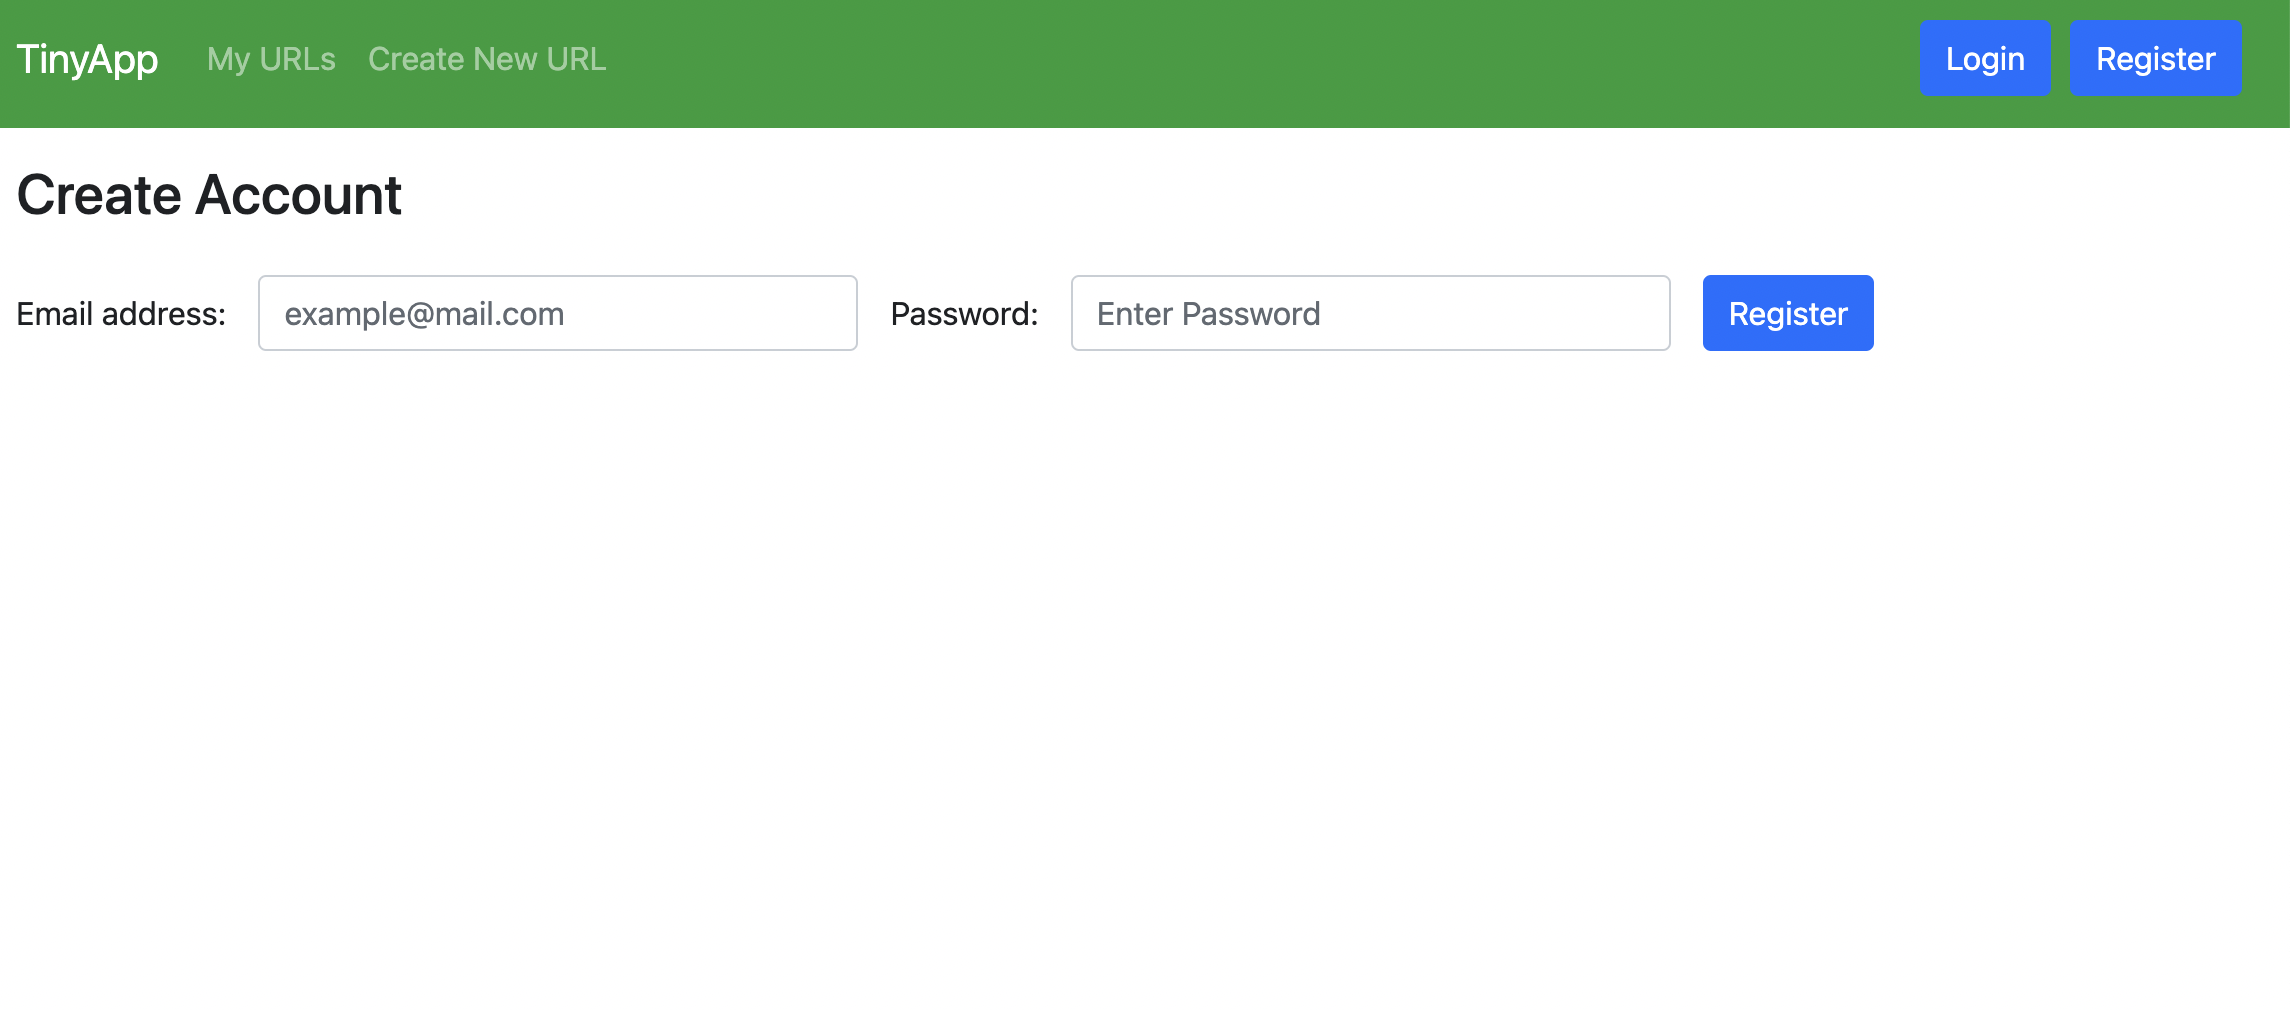 TinyApp My URLs Create New URL Login Register
Create Account
Email address: example@mail.com Password: Enter Password Register